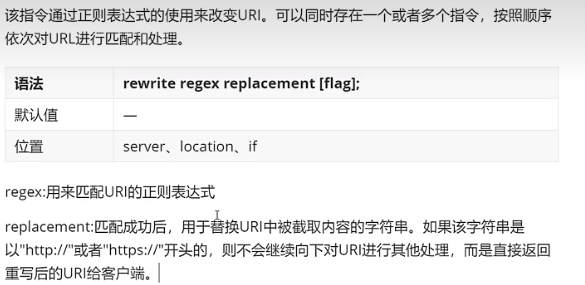 该指令通过正则表达式的使用来改变URI。可以同时存在一个或者多个指令，按照顺序
依次对URL进行匹配和处理。
语法 rewrite regex replacement [flag];
默认值 —
位置 server、location、if
regex:用来匹配URI的正则表达式
replacement:匹配成功后，用于替换URI中被截取内容的字符串。如果该字符串是
以"http://"或者"https://"开头的，则不会继续向下对URI进行其他处理，而是直接返回
重写后的URI给客户端。